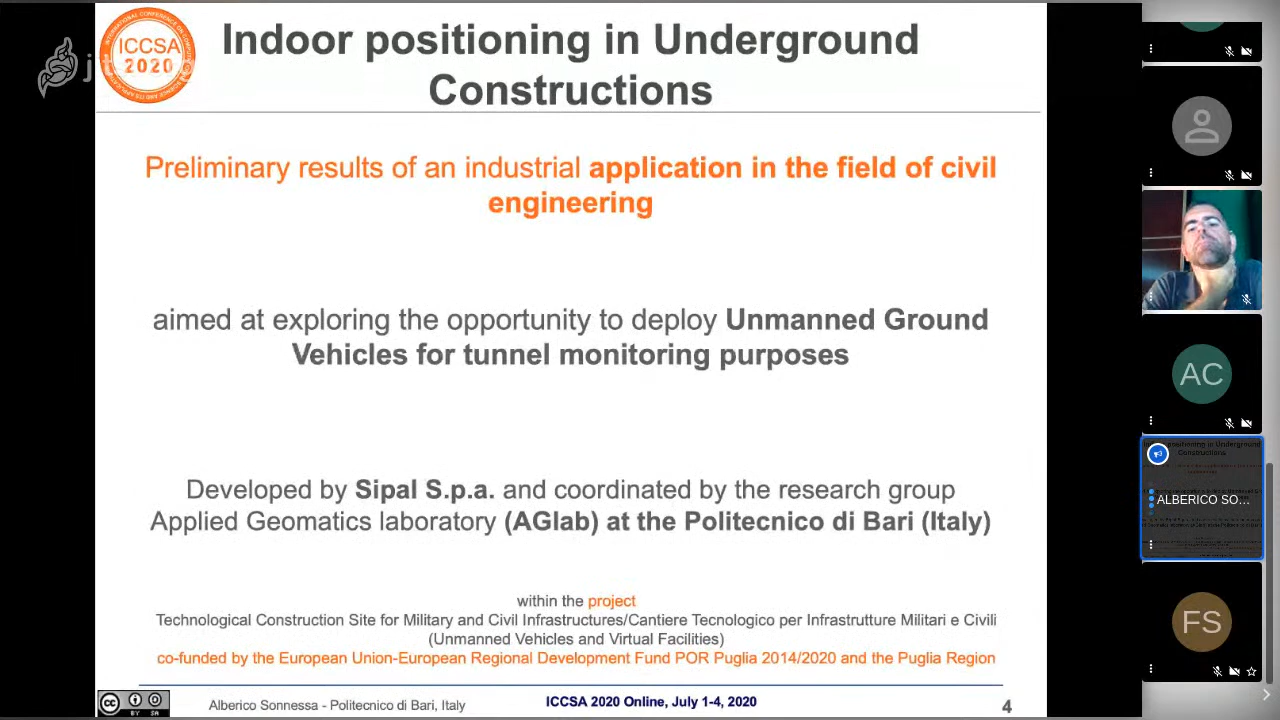 ICCSA
2020
Indoor positioning in Underground
Constructions
Preliminary results of an industrial application in the field of civil
engineering
aimed at exploring the opportunity to deploy Unmanned Ground
Vehicles for tunnel monitoring purposes
Developed by Sipal S.p.a. and coordinated by the research group
Applied Geomatics laboratory (AGlab) at the Politecnico di Bari (Italy)
within the project
Technological Construction Site for Military and Civil Infrastructures/Cantiere Tecnologico per Infrastrutture Militari e Civili
(Unmanned Vehicles and Virtual Facilities)
co-funded by the European Union-European Regional Development Fund POR Puglia 2014/2020 and the Puglia Region
cc BY SA
Alberico Sonnessa - Politecnico di Bari, Italy
ICCSA 2020 Online, July 1-4, 2020
4
AC
ALBERICO SO...
FS